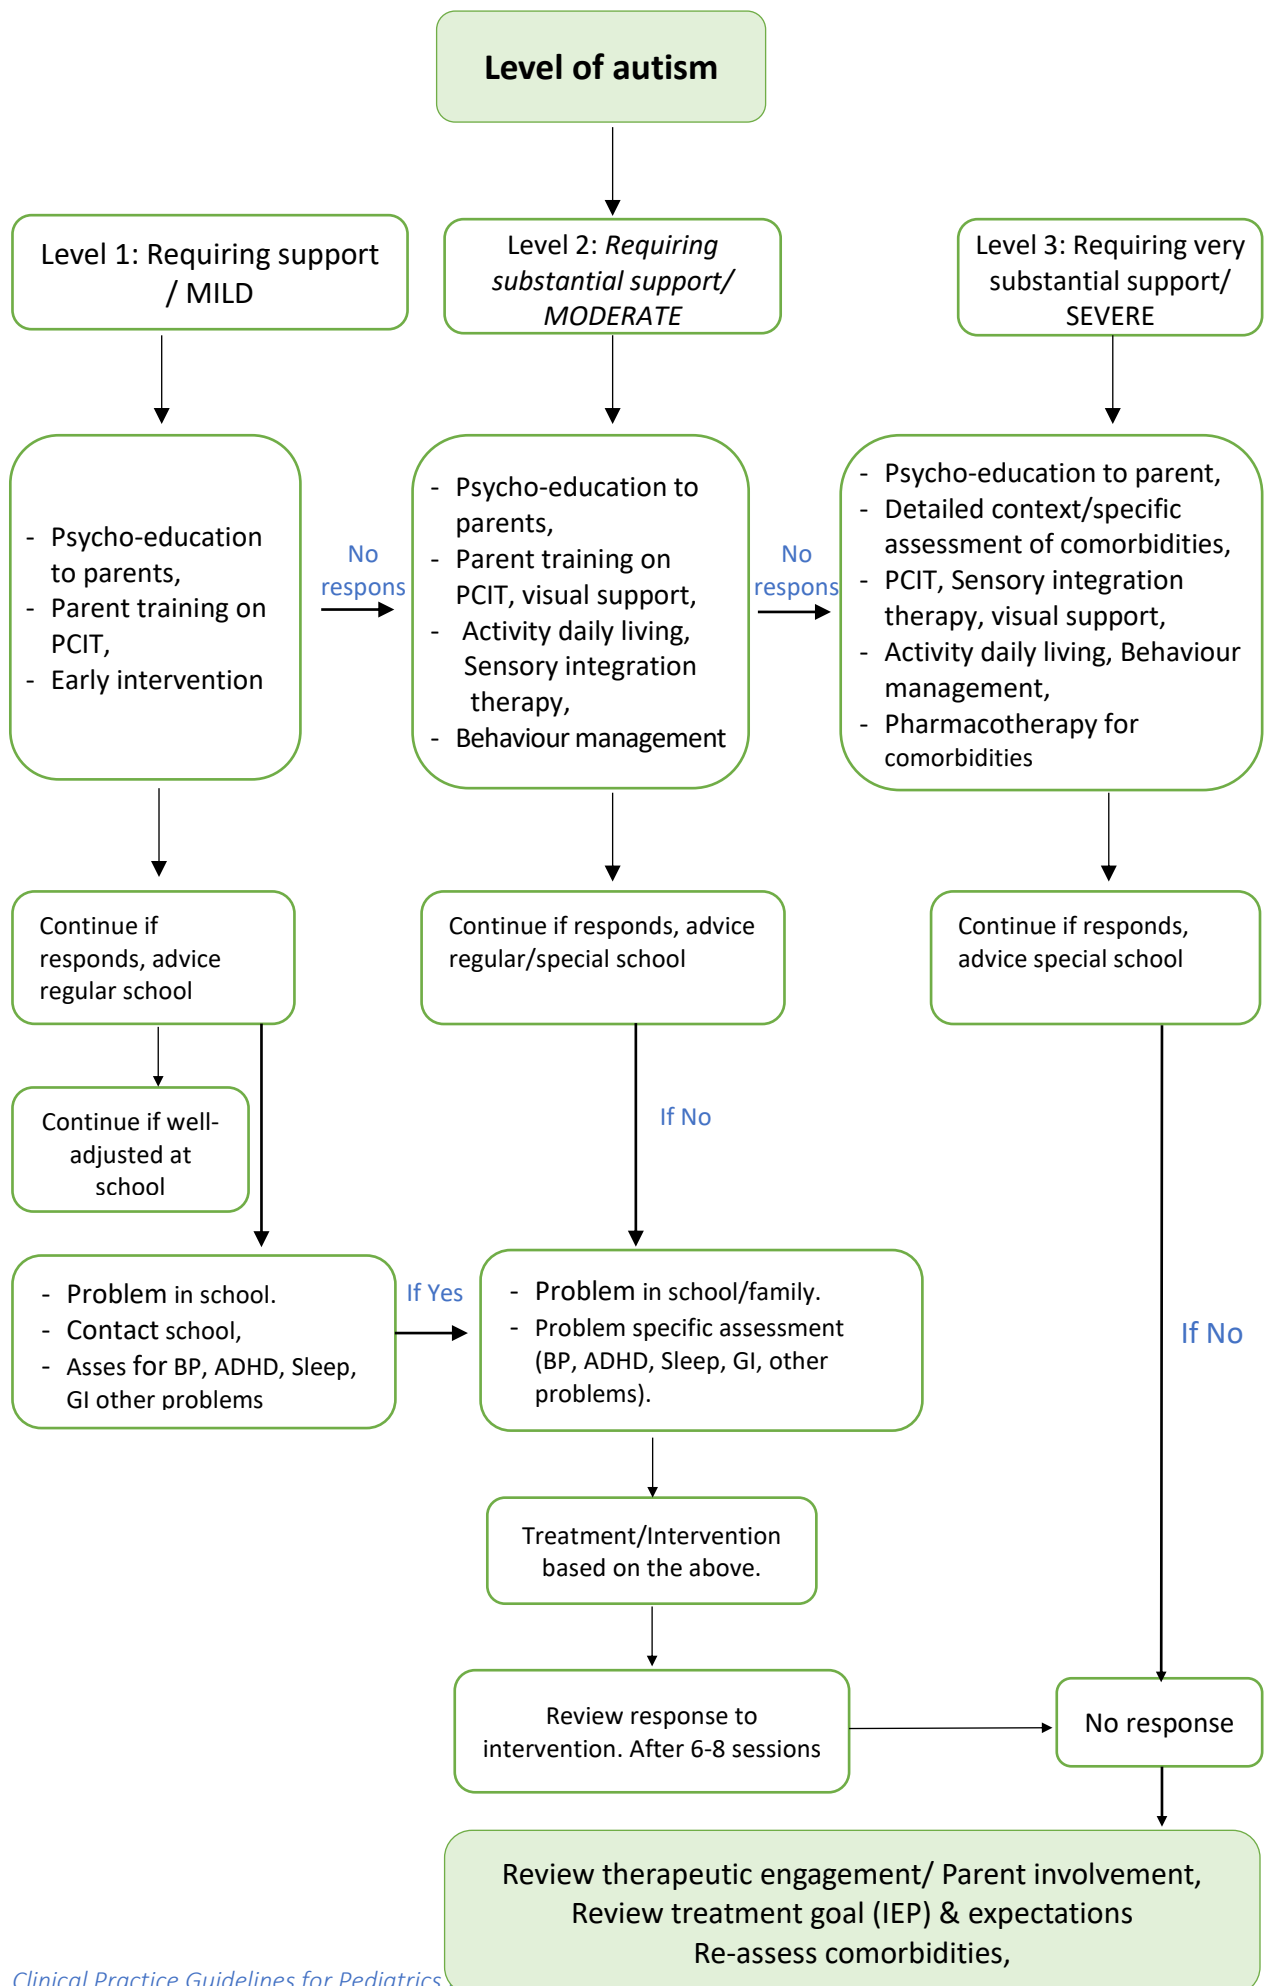 Level of autism
Level 1: Requiring support
/ MILD
Level 2: Requiring
substantial support/
MODERATE
Level 3: Requiring very
substantial support/
SEVERE
- Psycho-education
to parents,
- Parent training on
PCIT,
- Early intervention
No
respons
- Psycho-education to
parents,
- Parent training on
PCIT, visual support,
- Activity daily living,
Sensory integration
therapy,
- Behaviour management
No
respons
- Psycho-education to parent,
- Detailed context/specific
assessment of comorbidities,
- PCIT, Sensory integration
therapy, visual support,
- Activity daily living, Behaviour
management,
- Pharmacotherapy for
comorbidities
Continue if
responds, advice
regular school
Continue if responds, advice
regular/special school
Continue if responds,
advice special school
Continue if well-
adjusted at
school
If No
- Problem in school.
- Contact school,
- Asses for BP, ADHD, Sleep,
GI other problems
If Yes
- Problem in school/family.
- Problem specific assessment
(BP, ADHD, Sleep, GI, other
problems).
If No
Treatment/Intervention
based on the above.
Review response to
intervention. After 6-8 sessions
No response
Review therapeutic engagement/ Parent involvement,
Review treatment goal (IEP) & expectations
Re-assess comorbidities,
Clinical Practice Guidelines for Pediatrics